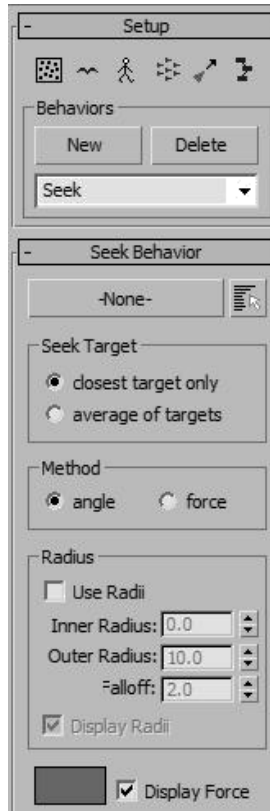 - Setup
Behaviors
New Delete
Seek
- Seek Behavior
-None-
Seek Target
closest target only
average of targets
Method
angle force
Radius
Use Radii
Inner Radius: 0.0
Outer Radius: 10.0
Falloff: 2.0
Display Radii
Display Force